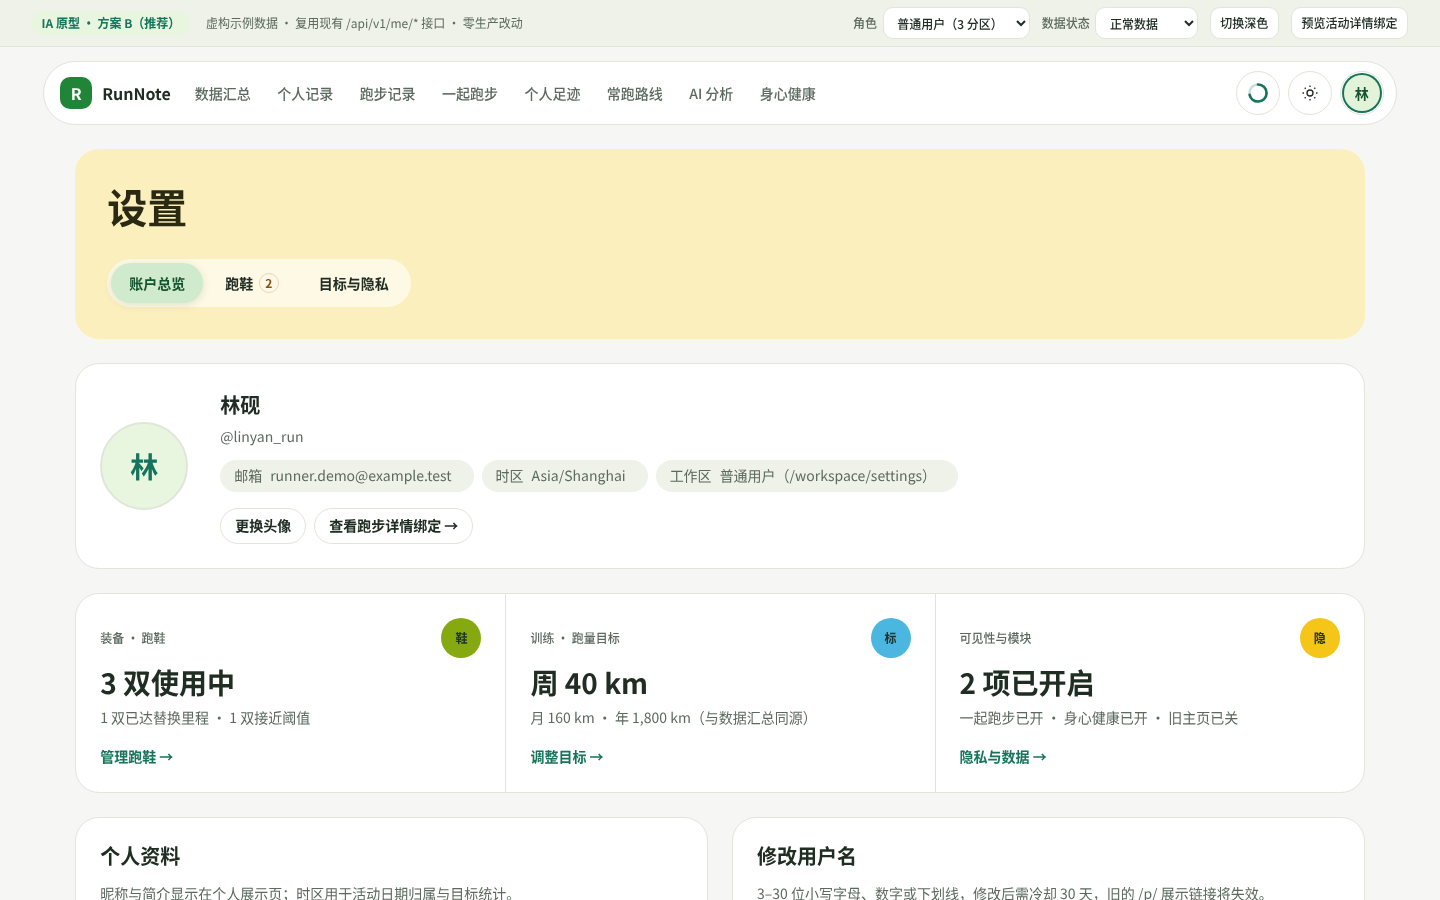 IA 原型 · 方案 B（推荐） 虚构示例数据 · 复用现有 /api/v1/me/* 接口 · 零生产改动 角色 普通用户（3 分区） 数据状态 正常数据 切换深色 预览活动详情绑定
R RunNote 数据汇总 个人记录 跑步记录 一起跑步 个人足迹 常跑路线 AI 分析 身心健康 林
设置
账户总览 跑鞋 2 目标与隐私
林
林砚
@linyan_run
邮箱 runner.demo@example.test 时区 Asia/Shanghai 工作区 普通用户（/workspace/settings）
更换头像 查看跑步详情绑定 →
装备 · 跑鞋 鞋
3 双使用中
1 双已达替换里程 · 1 双接近阈值
管理跑鞋 →
训练 · 跑量目标 标
周 40 km
月 160 km · 年 1,800 km（与数据汇总同源）
调整目标 →
可见性与模块 隐
2 项已开启
一起跑步已开 · 身心健康已开 · 旧主页已关
隐私与数据 →
个人资料
昵称与简介显示在个人展示页；时区用于活动日期归属与目标统计。
修改用户名
3–30 位小写字母、数字或下划线，修改后需冷却 30 天，旧的 /p/ 展示链接将失效。